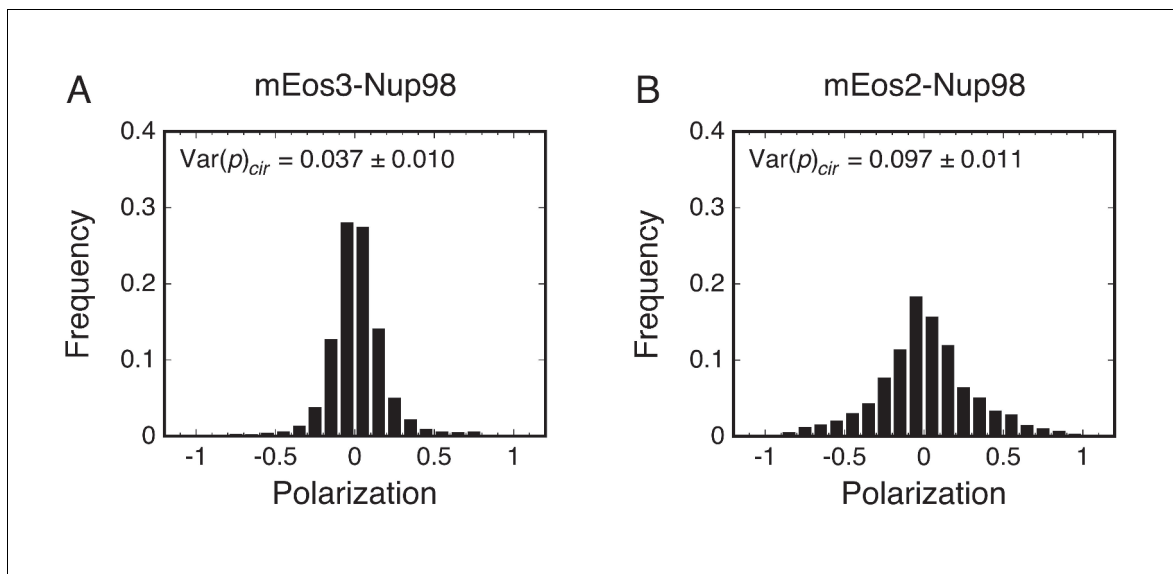 A
mEos3-Nup98
Var(p)cir = 0.037 ± 0.010
Frequency
0.4
0.3
0.2
0.1
0
-1 -0.5 0 0.5 1
Polarization
B
mEos2-Nup98
Var(p)cir = 0.097 ± 0.011
Frequency
0.4
0.3
0.2
0.1
0
-1 -0.5 0 0.5 1
Polarization